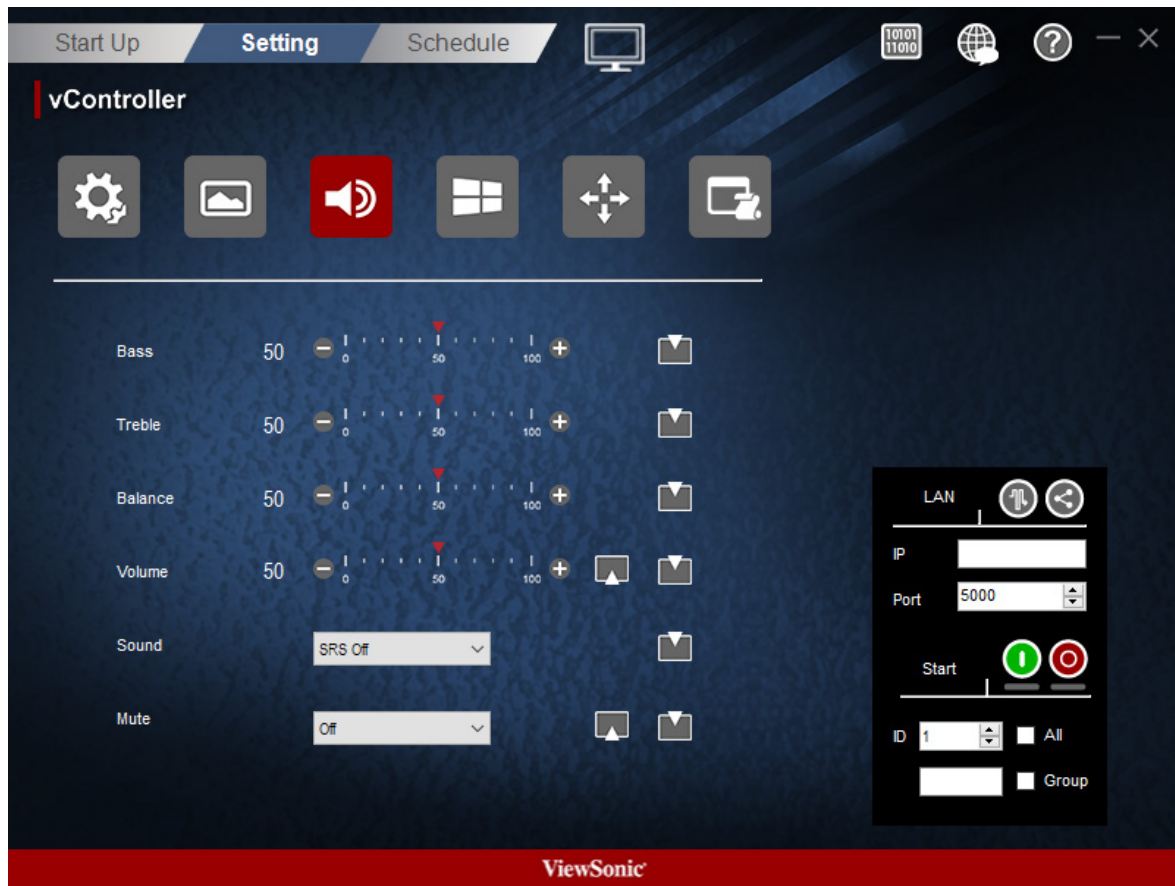 Start Up Setting Schedule
10101
11010
?
vController
Bass 50 0 50 100
Treble 50 0 50 100
Balance 50 0 50 100
Volume 50 0 50 100
Sound SRS Off
Mute Off
LAN
IP
Port 5000
Start
ID 1 All
Group
ViewSonic